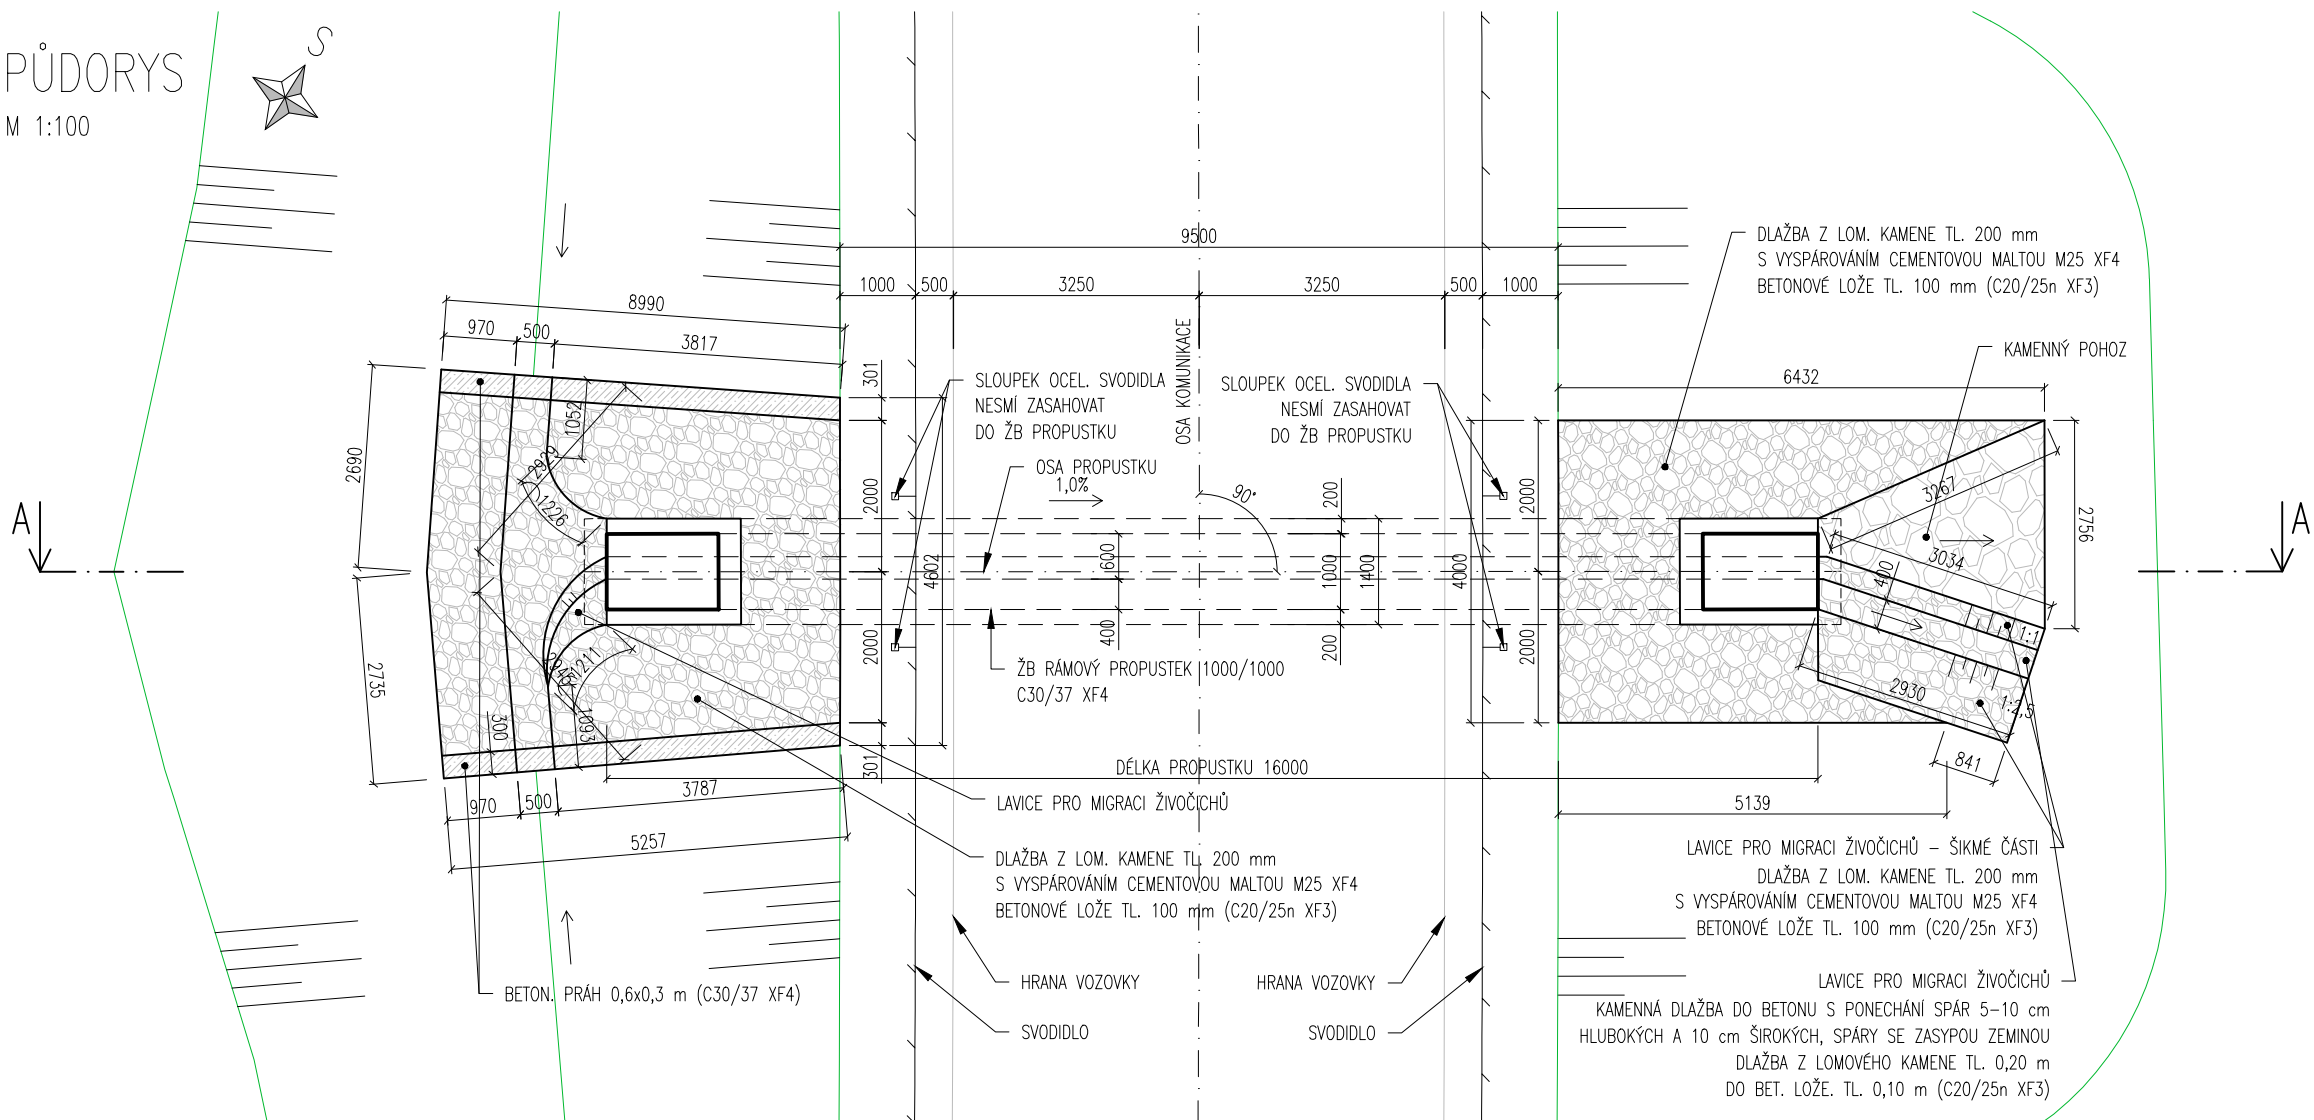 PŮDORYS
M 1:100
S
9500
1000
500
3250
3250
500
1000
8990
970
500
3817
301
2690
1052
2929
1226
2000
4602
2735
300
2000
1211
1093
301
970
500
3787
5257
A
A
OSA KOMUNIKACE
SLOUPEK OCEL. SVODIDLA
NESMÍ ZASAHOVAT
DO ŽB PROPUSTKU
SLOUPEK OCEL. SVODIDLA
NESMÍ ZASAHOVAT
DO ŽB PROPUSTKU
OSA PROPUSTKU
1,0%
90°
200
600
1000
1400
4000
2000
400
200
2000
ŽB RÁMOVÝ PROPUSTEK 1000/1000
C30/37 XF4
DÉLKA PROPUSTKU 16000
LAVICE PRO MIGRACI ŽIVOČICHŮ
DLAŽBA Z LOM. KAMENE TL. 200 mm
S VYSPÁROVÁNÍM CEMENTOVOU MALTOU M25 XF4
BETONOVÉ LOŽE TL. 100 mm (C20/25n XF3)
BETON. PRÁH 0,6x0,3 m (C30/37 XF4)
HRANA VOZOVKY
SVODIDLO
HRANA VOZOVKY
SVODIDLO
DLAŽBA Z LOM. KAMENE TL. 200 mm
S VYSPÁROVÁNÍM CEMENTOVOU MALTOU M25 XF4
BETONOVÉ LOŽE TL. 100 mm (C20/25n XF3)
KAMENNÝ POHOZ
6432
3267
2756
3034
400
1:1
2930
1:2,5
841
5139
LAVICE PRO MIGRACI ŽIVOČICHŮ – ŠIKMÉ ČÁSTI
DLAŽBA Z LOM. KAMENE TL. 200 mm
S VYSPÁROVÁNÍM CEMENTOVOU MALTOU M25 XF4
BETONOVÉ LOŽE TL. 100 mm (C20/25n XF3)
LAVICE PRO MIGRACI ŽIVOČICHŮ
KAMENNÁ DLAŽBA DO BETONU S PONECHÁNÍ SPÁR 5–10 cm
HLUBOKÝCH A 10 cm ŠIROKÝCH, SPÁRY SE ZASYPOU ZEMINOU
DLAŽBA Z LOMOVÉHO KAMENE TL. 0,20 m
DO BET. LOŽE. TL. 0,10 m (C20/25n XF3)